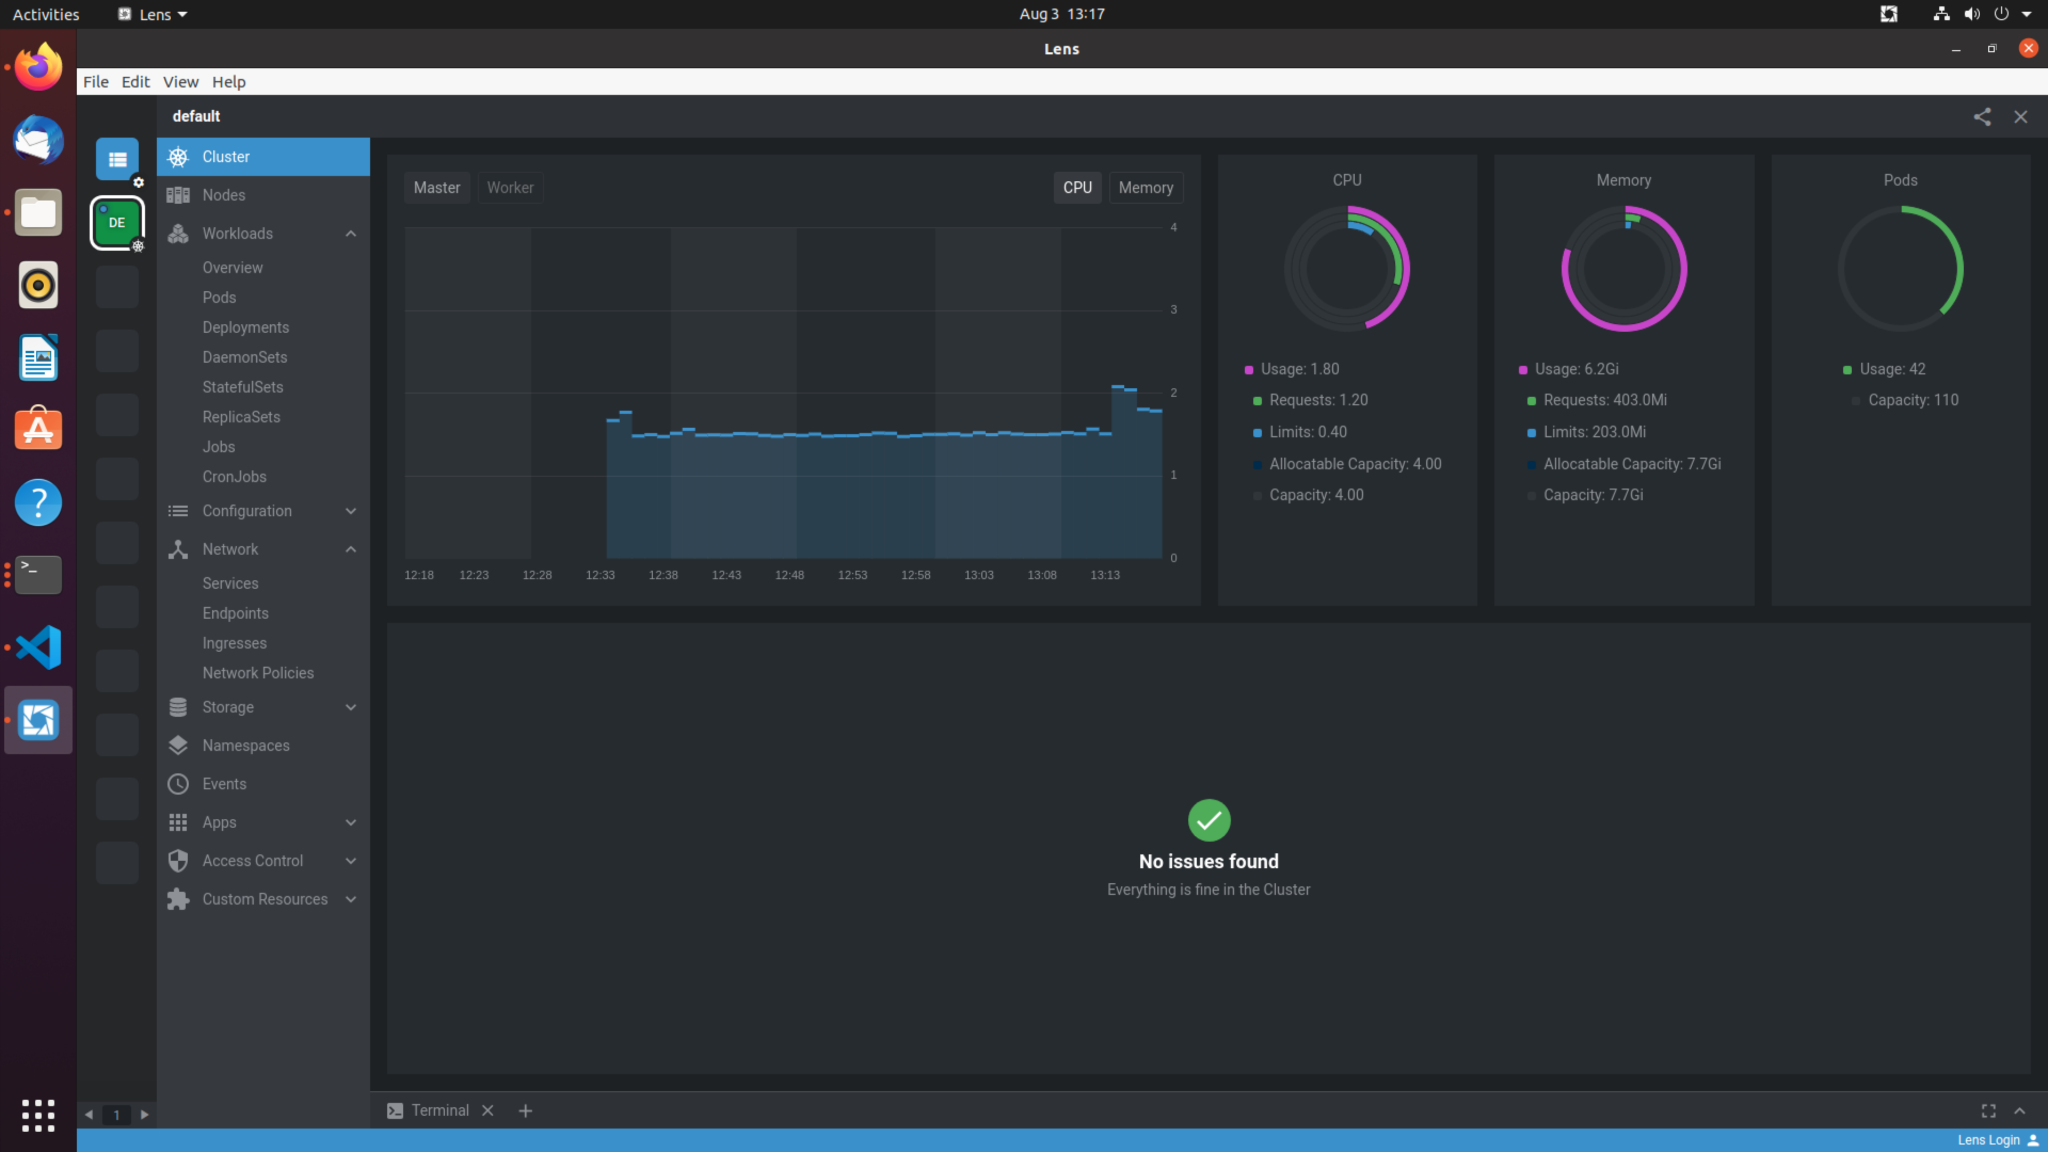 Activities
Lens
Aug 3 13:17
Lens
File Edit View Help
default
DE
Cluster
Nodes
Workloads
Overview
Pods
Deployments
DaemonSets
StatefulSets
ReplicaSets
Jobs
CronJobs
Configuration
Network
Services
Endpoints
Ingresses
Network Policies
Storage
Namespaces
Events
Apps
Access Control
Custom Resources
1
Master Worker
CPU Memory
4
3
2
1
0
12:18 12:23 12:28 12:33 12:38 12:43 12:48 12:53 12:58 13:03 13:08 13:13
CPU
Usage: 1.80
Requests: 1.20
Limits: 0.40
Allocatable Capacity: 4.00
Capacity: 4.00
Memory
Usage: 6.2Gi
Requests: 403.0Mi
Limits: 203.0Mi
Allocatable Capacity: 7.7Gi
Capacity: 7.7Gi
Pods
Usage: 42
Capacity: 110
No issues found
Everything is fine in the Cluster
Terminal
Lens Login